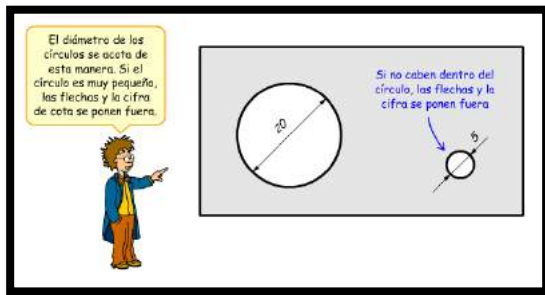 El diámetro de los
círculos se acota de
esta manera. Si el
círculo es muy pequeño,
las flechas y la cifra
de cota se ponen fuera.
Si no caben dentro del
círculo, las flechas y la
cifra se ponen fuera
20
5